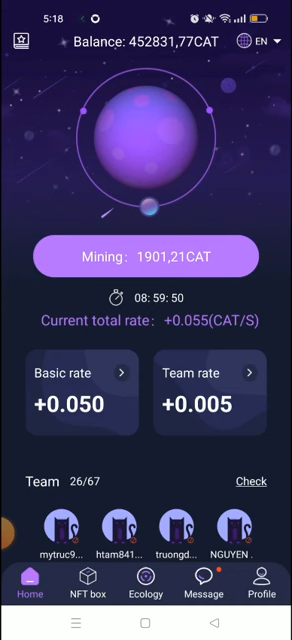 5:18
Balance: 452831,77CAT
EN
Mining: 1901,21CAT
08: 59: 50
Current total rate: +0.055(CAT/S)
Basic rate
+0.050
Team rate
+0.005
Team 26/67
Check
mytruc9...
htam841...
truongd...
NGUYEN .
Home
NFT box
Ecology
Message
Profile